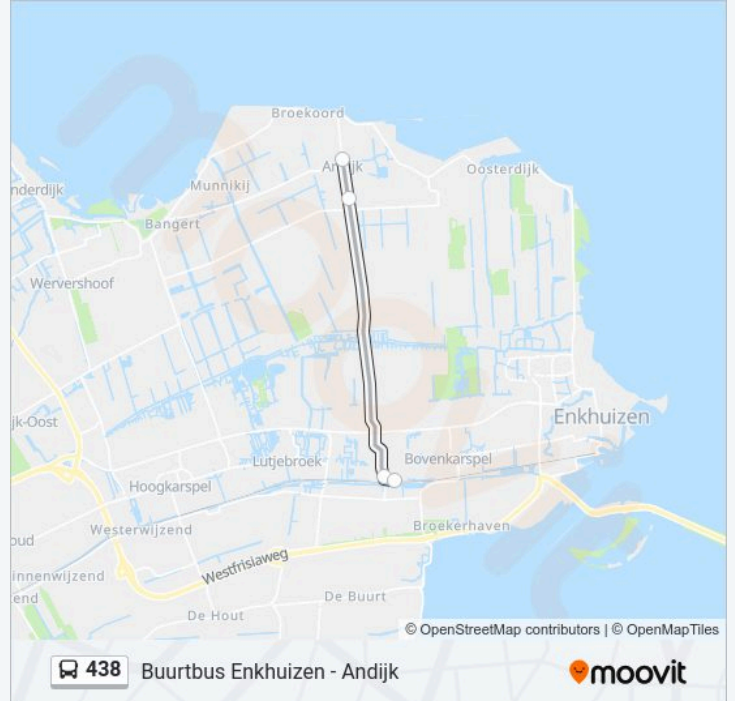 Broekoord
Andijk
Oosterdijk
nderdijk
Munnikij
Bangert
Wervershoof
Enkhuizen
jk-Oost
Lutjebroek
Bovenkarspel
Hoogkarspel
oud
Westerwijzend
Broekerhaven
Westfrisiaweg
innenwijzend
end
De Buurt
De Hout
© OpenStreetMap contributors | © OpenMapTiles
438 Buurtbus Enkhuizen - Andijk
moovit